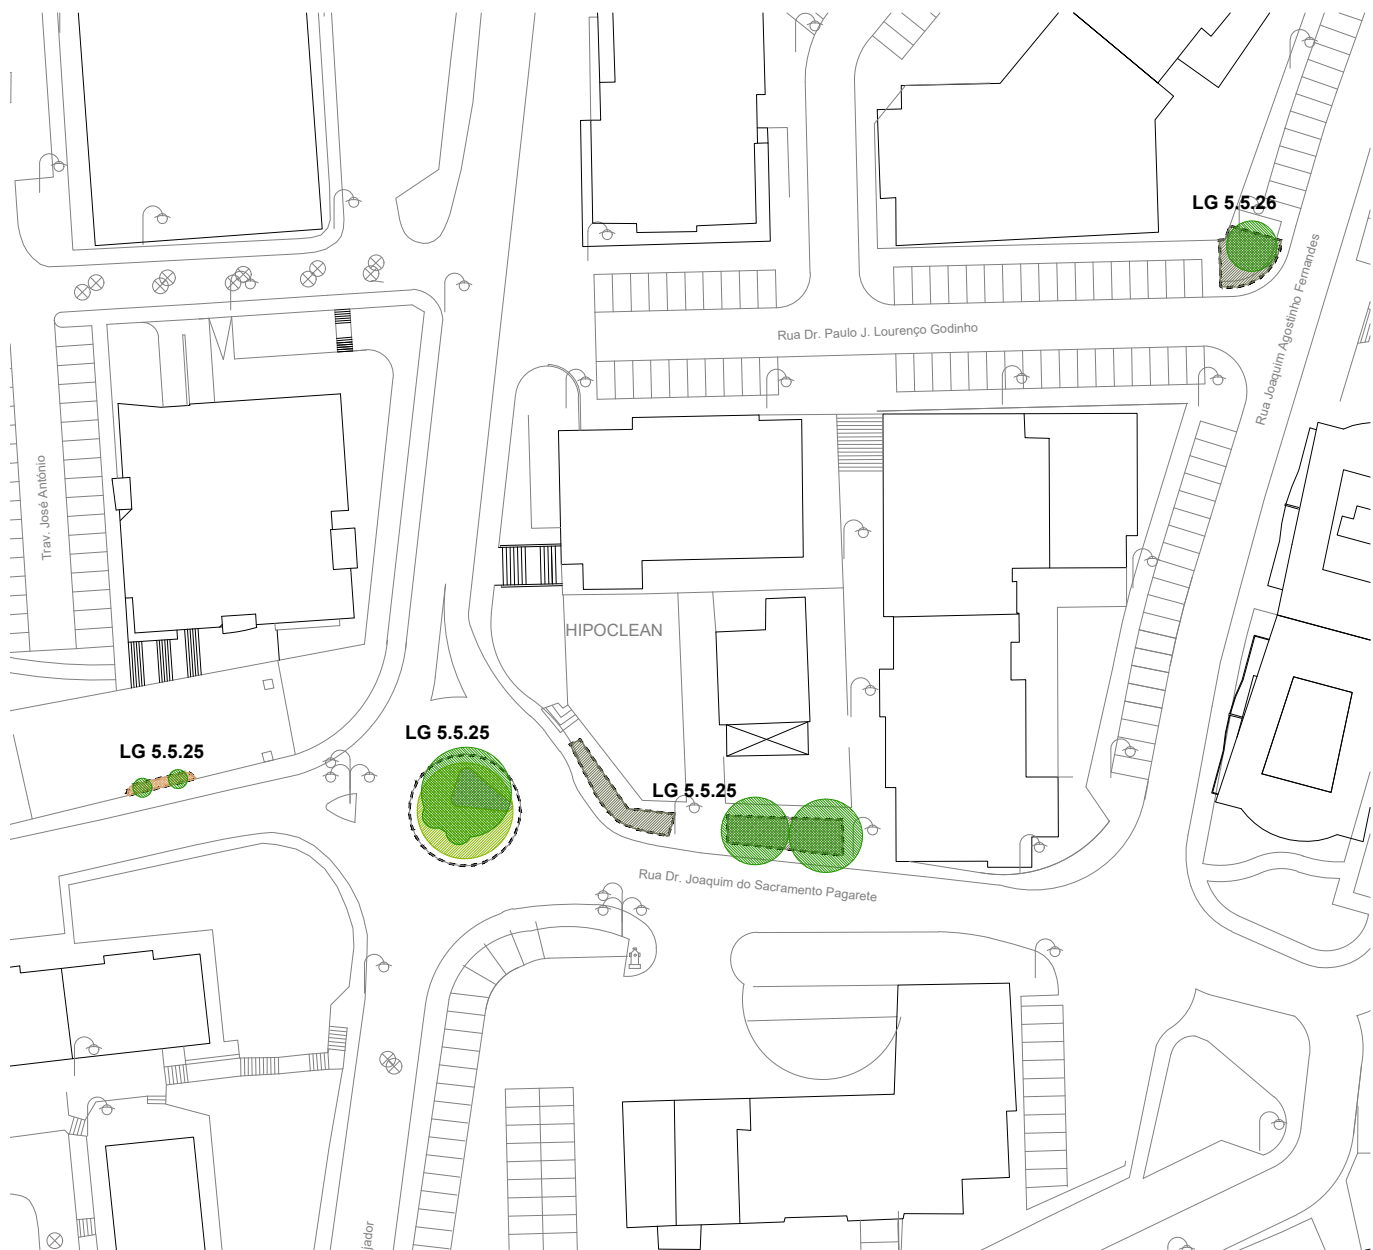 LG 5.5.26
Rua Joaquim Agostinho Fernandes
Rua Dr. Paulo J. Lourenço Godinho
Trav. José António
HIPOCLEAN
LG 5.5.25
LG 5.5.25
LG 5.5.25
Rua Dr. Joaquim do Sacramento Pagarete
jador